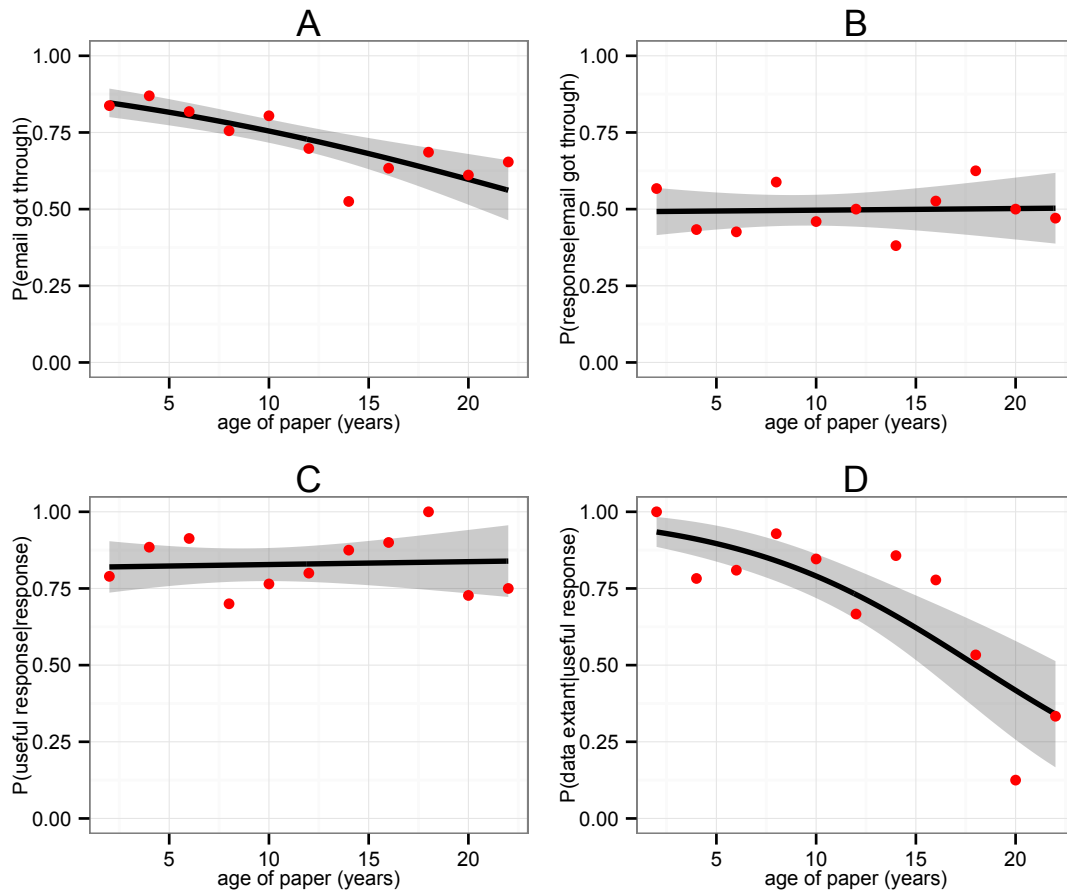 A
P(email got through)
1.00
0.75
0.50
0.25
0.00
5 10 15 20
age of paper (years)
B
P(response|email got through)
1.00
0.75
0.50
0.25
0.00
5 10 15 20
age of paper (years)
C
P(useful response|response)
1.00
0.75
0.50
0.25
0.00
5 10 15 20
age of paper (years)
D
P(data extant|useful response)
1.00
0.75
0.50
0.25
0.00
5 10 15 20
age of paper (years)